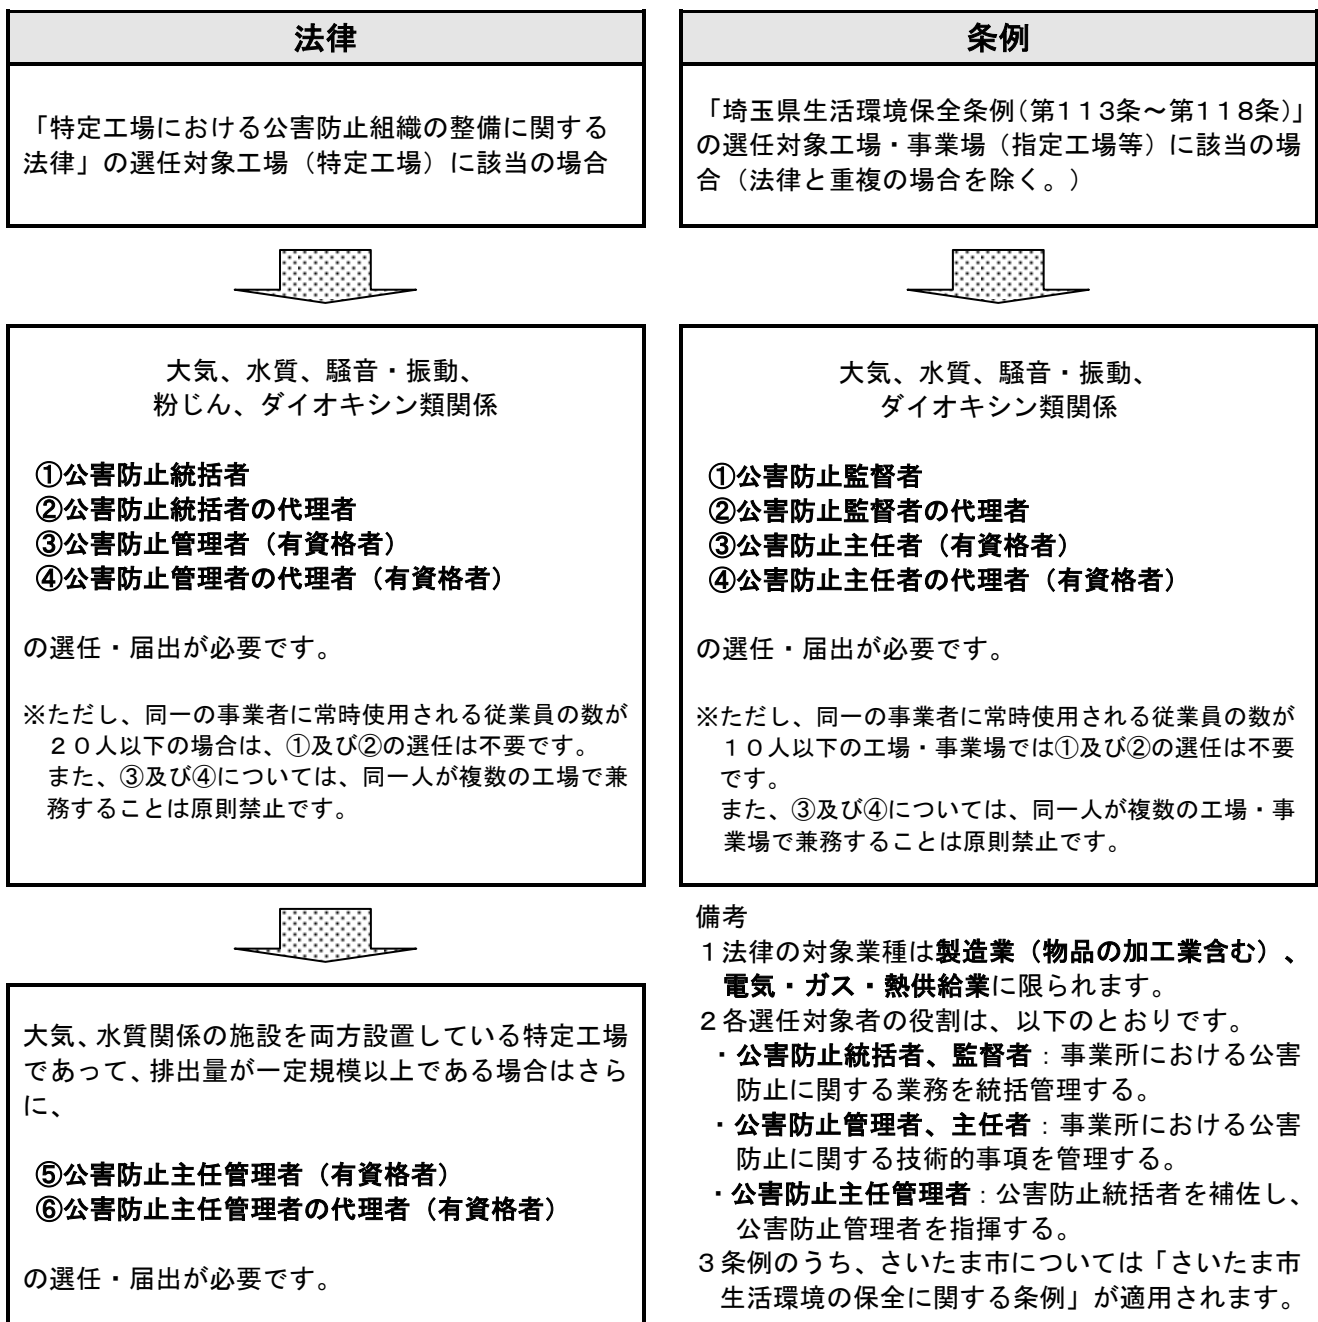 法律
「特定工場における公害防止組織の整備に関する
法律」の選任対象工場（特定工場）に該当の場合
大気、水質、騒音・振動、
粉じん、ダイオキシン類関係
①公害防止統括者
②公害防止統括者の代理者
③公害防止管理者（有資格者）
④公害防止管理者の代理者（有資格者）
の選任・届出が必要です。
※ただし、同一の事業者に常時使用される従業員の数が
２０人以下の場合は、①及び②の選任は不要です。
また、③及び④については、同一人が複数の工場で兼
務することは原則禁止です。
大気、水質関係の施設を両方設置している特定工場
であって、排出量が一定規模以上である場合はさら
に、
⑤公害防止主任管理者（有資格者）
⑥公害防止主任管理者の代理者（有資格者）
の選任・届出が必要です。
条例
「埼玉県生活環境保全条例（第１１３条～第１１８条）」
の選任対象工場・事業場（指定工場等）に該当の場
合（法律と重複の場合を除く。）
大気、水質、騒音・振動、
ダイオキシン類関係
①公害防止監督者
②公害防止監督者の代理者
③公害防止主任者（有資格者）
④公害防止主任者の代理者（有資格者）
の選任・届出が必要です。
※ただし、同一の事業者に常時使用される従業員の数が
１０人以下の工場・事業場では①及び②の選任は不要
です。
また、③及び④については、同一人が複数の工場・事
業場で兼務することは原則禁止です。
備考
１法律の対象業種は製造業（物品の加工業含む）、
電気・ガス・熱供給業に限られます。
２各選任対象者の役割は、以下のとおりです。
・公害防止統括者、監督者：事業所における公害
防止に関する業務を統括管理する。
・公害防止管理者、主任者：事業所における公害
防止に関する技術的事項を管理する。
・公害防止主任管理者：公害防止統括者を補佐し、
公害防止管理者を指揮する。
３条例のうち、さいたま市については「さいたま市
生活環境の保全に関する条例」が適用されます。